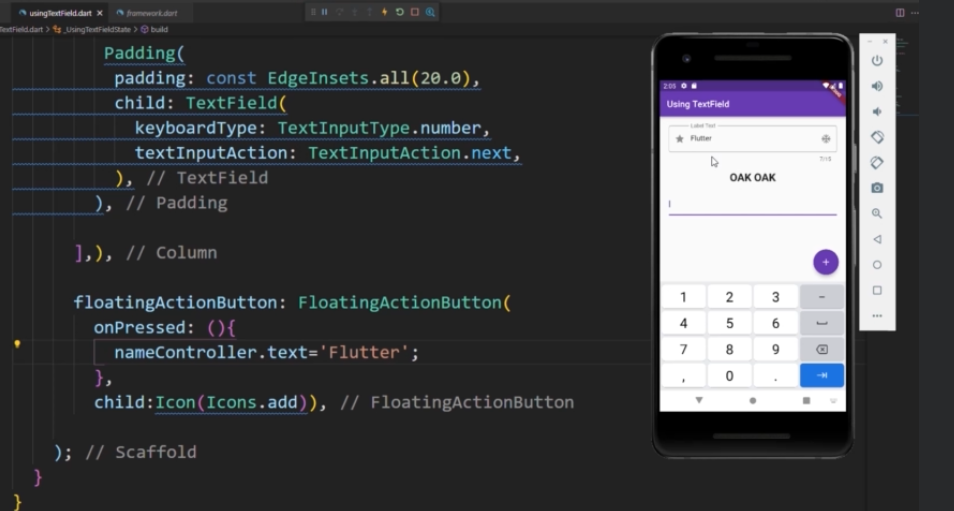 usingTextField.dart
framework.dart
TextField.dart > _UsingTextFieldState > build
Padding(
padding: const EdgeInsets.all(20.0),
child: TextField(
keyboardType: TextInputType.number,
textInputAction: TextInputAction.next,
), // TextField
), // Padding
],), // Column
floatingActionButton: FloatingActionButton(
onPressed: (){
nameController.text='Flutter';
},
child:Icon(Icons.add)), // FloatingActionButton
); // Scaffold
}
}
2:05
Using TextField
Label Text
Flutter
7/15
OAK OAK
+
1 2 3 -
4 5 6
7 8 9
, 0 .